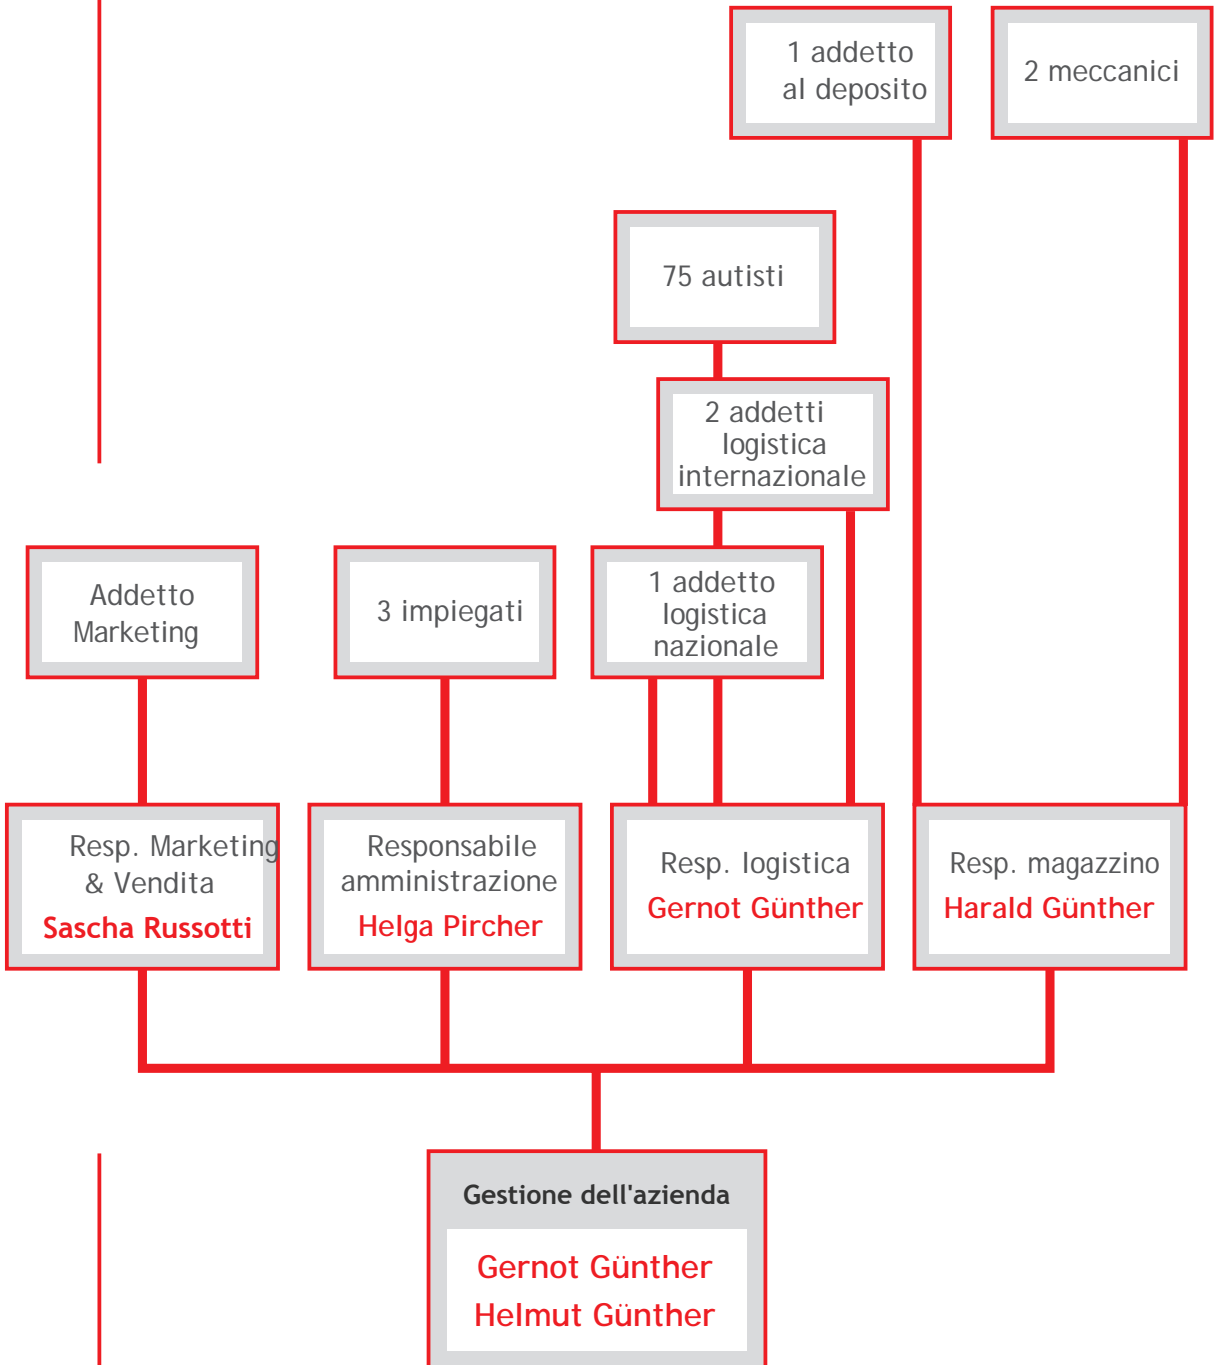 1 addetto
al deposito
2 meccanici
75 autisti
2 addetti
logistica
internazionale
Addetto
Marketing
3 impiegati
1 addetto
logistica
nazionale
Resp. Marketing
& Vendita
Sascha Russotti
Responsabile
amministrazione
Helga Pircher
Resp. logistica
Gernot Günther
Resp. magazzino
Harald Günther
Gestione dell'azienda
Gernot Günther
Helmut Günther